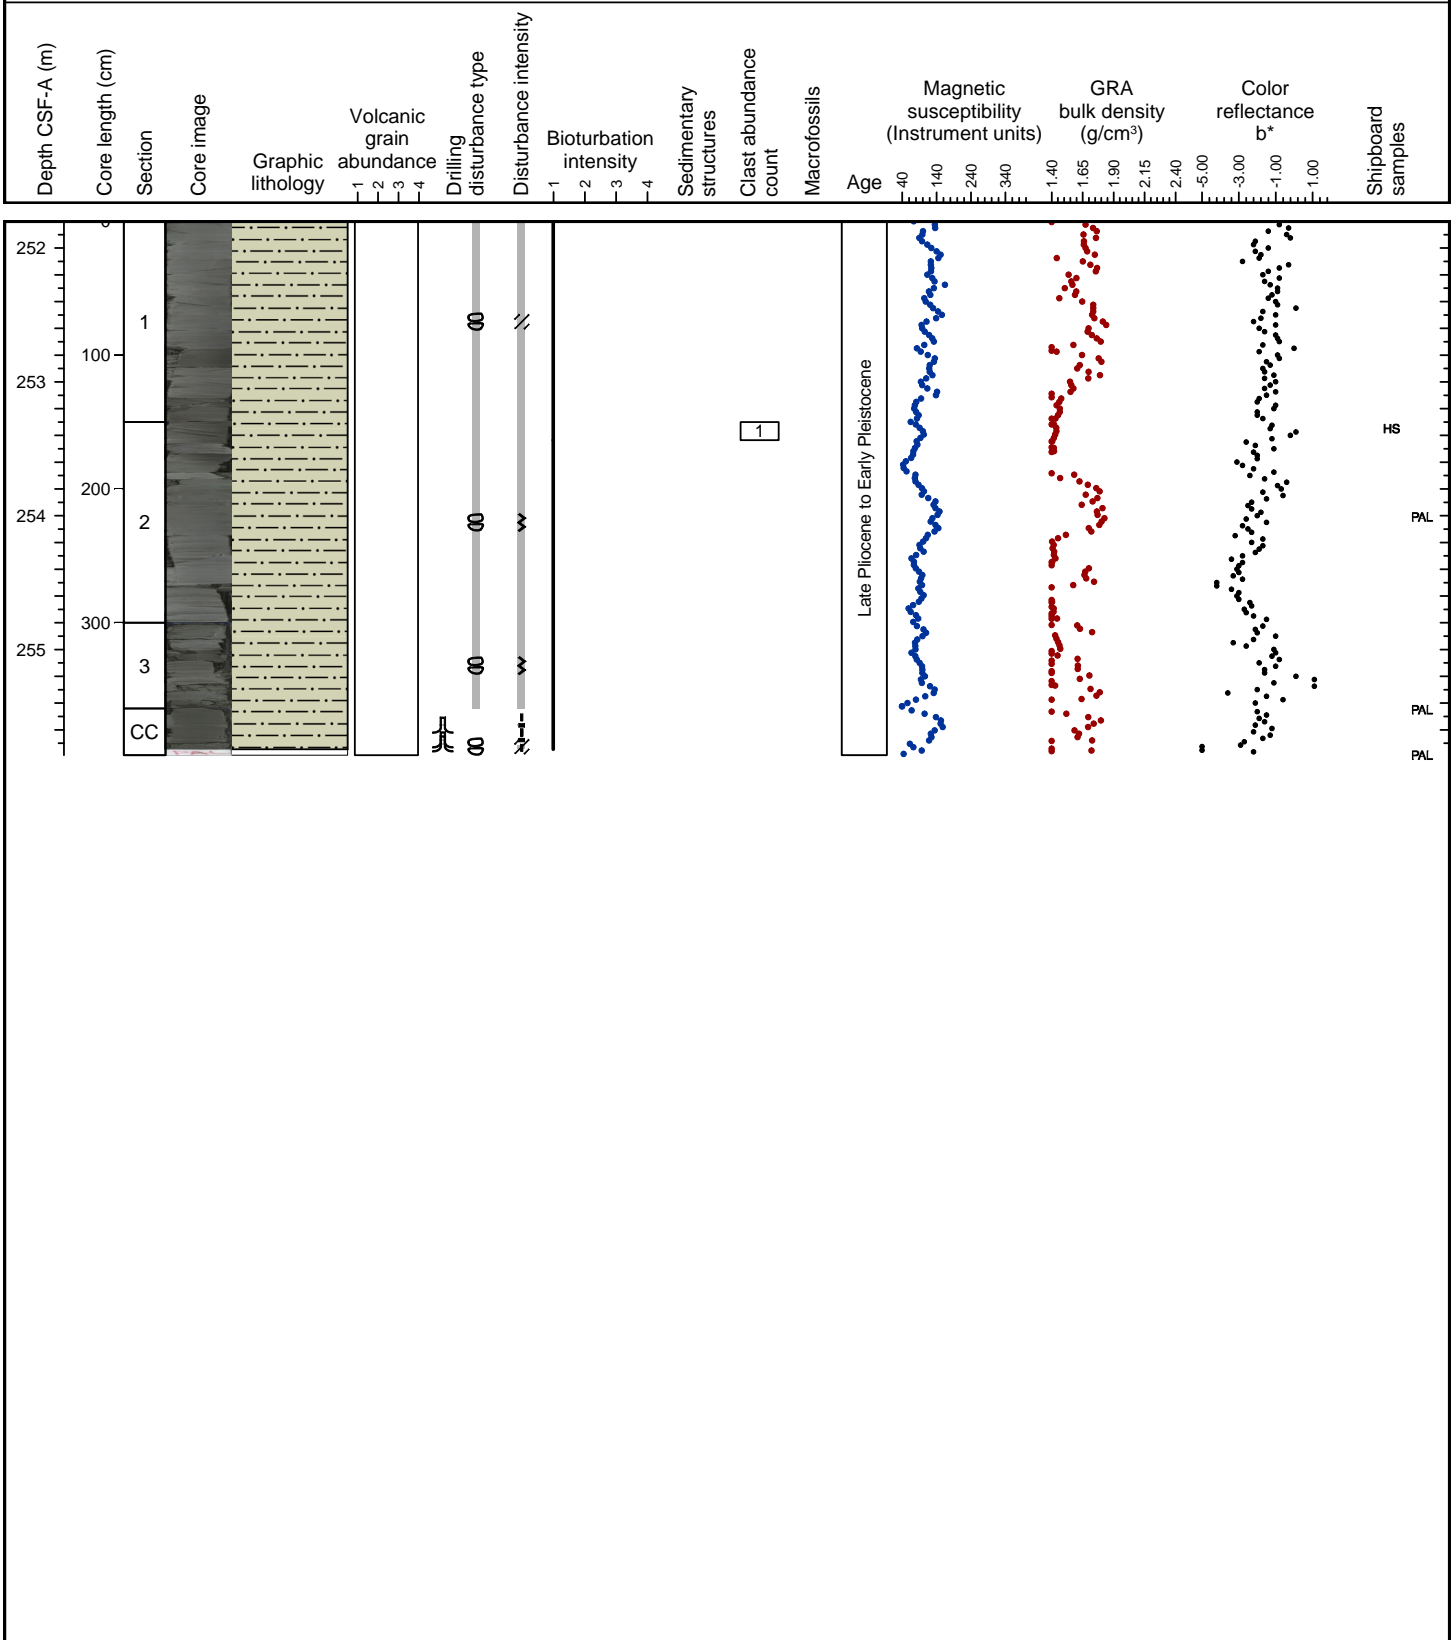 Depth CSF-A (m)
Core length (cm)
Section
Core image
Graphic
lithology
Volcanic
grain
abundance
1 2 3 4
Drilling
disturbance type
Disturbance intensity
Bioturbation
intensity
1 2 3 4
Sedimentary
structures
Clast abundance
count
Macrofossils
Age
Magnetic
susceptibility
(Instrument units)
40 140 240 340
GRA
bulk density
(g/cm³)
1.40 1.65 1.90 2.15 2.40
Color
reflectance
b*
-5.00 -3.00 -1.00 1.00
Shipboard
samples
252
253
254
255
100
200
300
1
2
3
CC
1
Late Pliocene to Early Pleistocene
HS
PAL
PAL
PAL